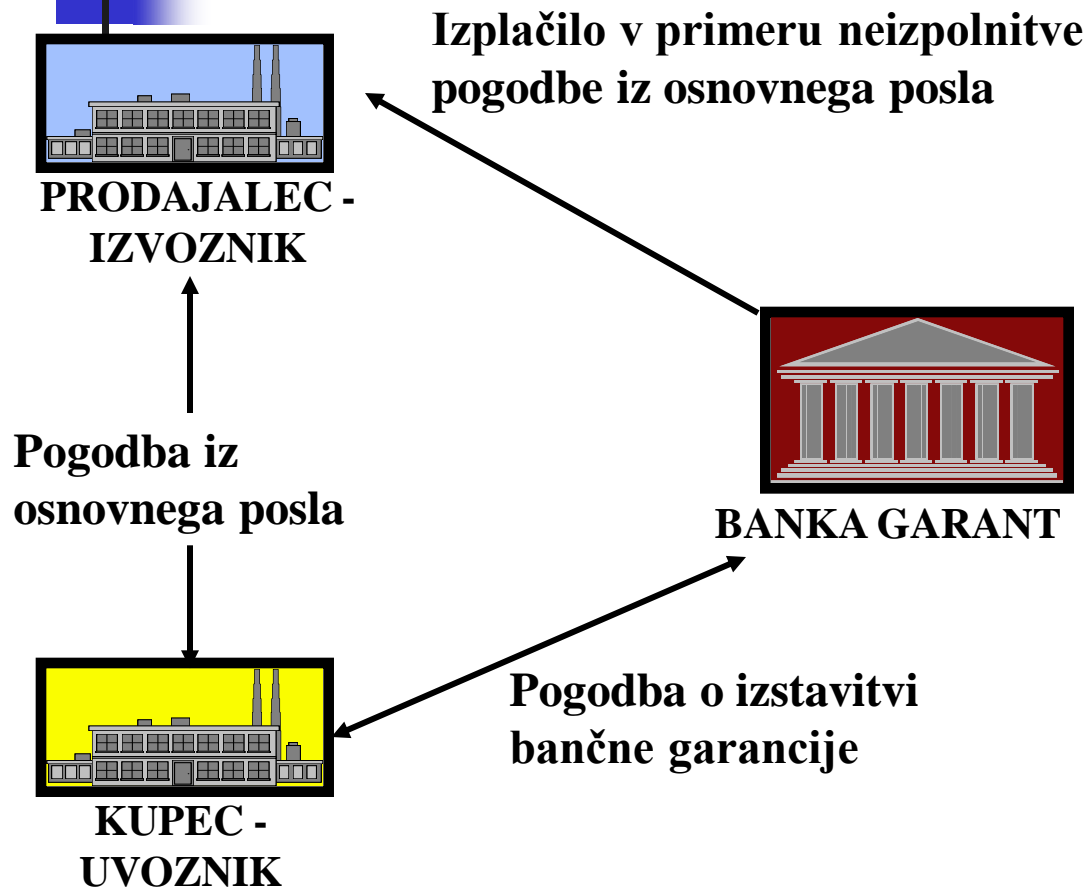 Izplačilo v primeru neizpolnitve
pogodbe iz osnovnega posla
PRODAJALEC -
IZVOZNIK
Pogodba iz
osnovnega posla
BANKA GARANT
Pogodba o izstavitvi
bančne garancije
KUPEC -
UVOZNIK